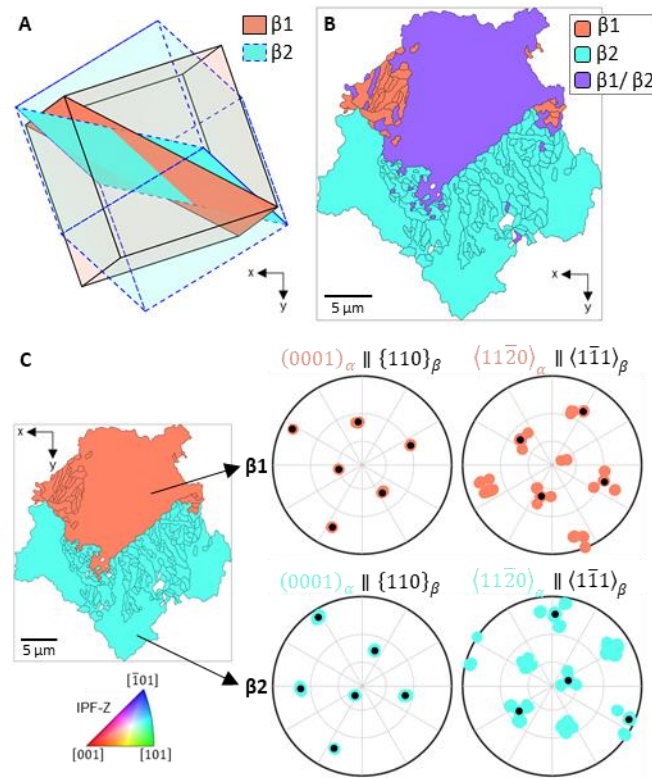 A
β1
β2
x
y
B
β1
β2
β1/ β2
x
y
5 µm
C
(0001)α ∥ {110}β
⟨112̄0⟩α ∥ ⟨11̄1⟩β
x
y
β1
5 µm
(0001)α ∥ {110}β
⟨112̄0⟩α ∥ ⟨11̄1⟩β
β2
[1̄01]
IPF-Z
[001]
[101]